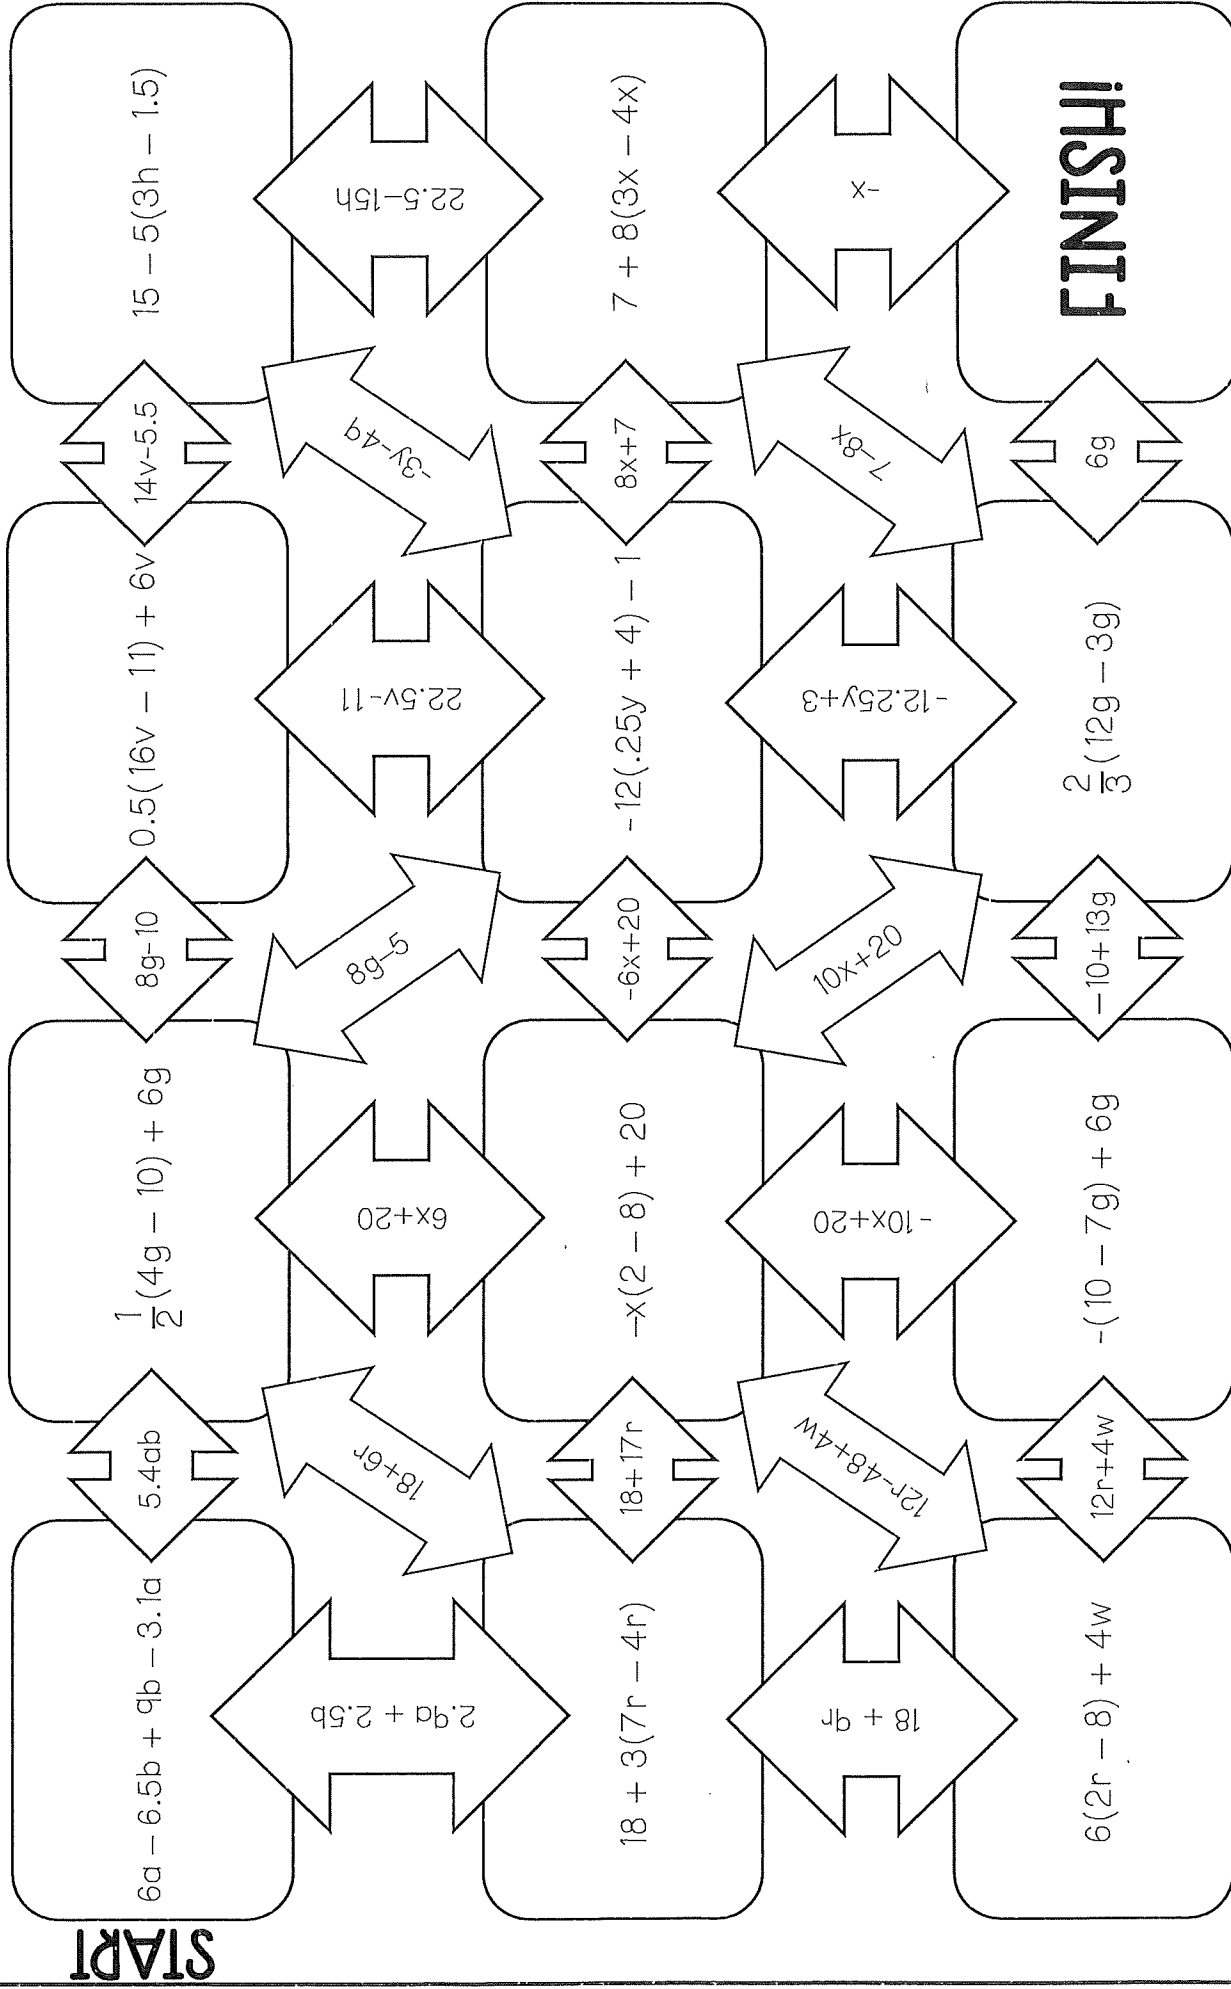 START
6a – 6.5b + 9b – 3.1a
5.4ab
½(4g – 10) + 6g
8g-10
0.5(16v – 11) + 6v
14v-5.5
15 – 5(3h – 1.5)
2.9a + 2.5b
18+6r
6x+20
8g-5
22.5v-11
-3y-49
22.5-15h
18 + 3(7r – 4r)
18+17r
–x(2 – 8) + 20
-6x+20
-12(.25y + 4) – 1
8x+7
7 + 8(3x – 4x)
18 + 9r
12r-48+4w
-10x+20
10x+20
-12.25y+3
7-8x
-x
6(2r – 8) + 4w
12r+4w
-(10 – 7g) + 6g
-10+13g
⅔(12g – 3g)
6g
FINISH!